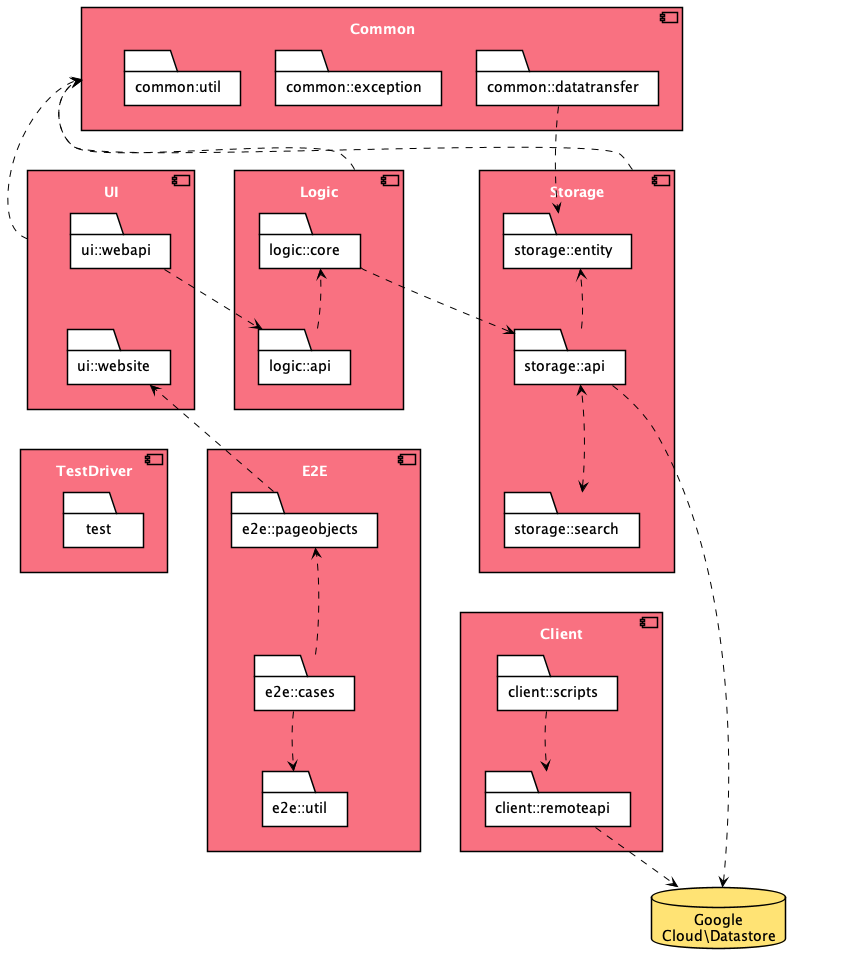 Common
common:util
common::exception
common::datatransfer
UI
Logic
Storage
ui::webapi
logic::core
storage::entity
ui::website
logic::api
storage::api
TestDriver
E2E
test
e2e::pageobjects
storage::search
Client
e2e::cases
client::scripts
e2e::util
client::remoteapi
Google
Cloud\Datastore